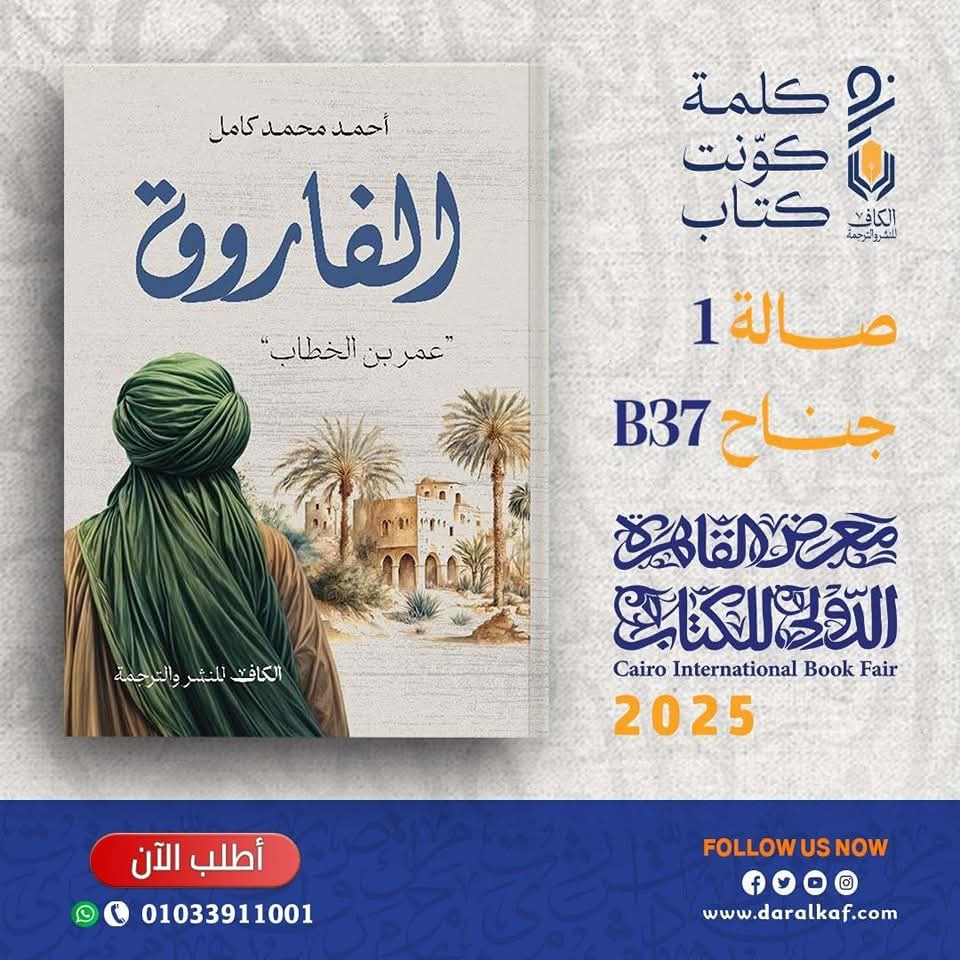 أحمد محمد كامل
الفاروق
"عمر بن الخطاب"
الكاف للنشر والترجمة
كلمة
كوّنت
كتاب
الكاف
للنشر والترجمة
صالة 1
جناح B37
معرض القاهرة
الدولي للكتاب
Cairo International Book Fair
2025
أطلب الآن
01033911001
FOLLOW US NOW
www.daralkaf.com